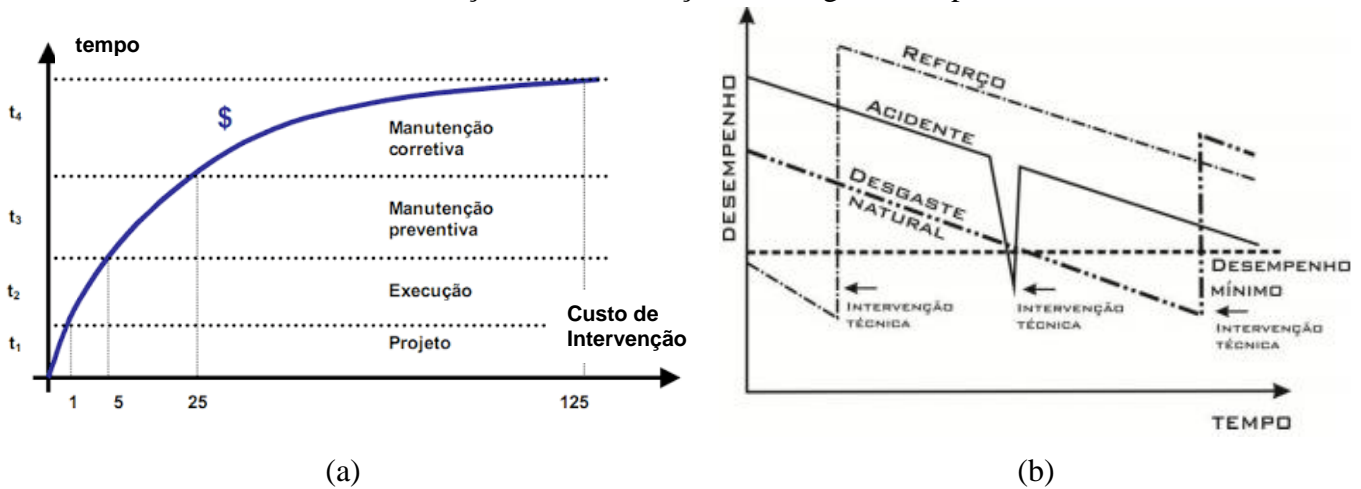 tempo
t4
$
Manutenção
corretiva
t3
Manutenção
preventiva
t2
Execução
Custo de
Intervenção
t1
Projeto
1 5 25 125
(a)
DESEMPENHO
REFORÇO
ACIDENTE
DESGASTE
NATURAL
DESEMPENHO
MÍNIMO
INTERVENÇÃO
TÉCNICA
INTERVENÇÃO
TÉCNICA
INTERVENÇÃO
TÉCNICA
TEMPO
(b)